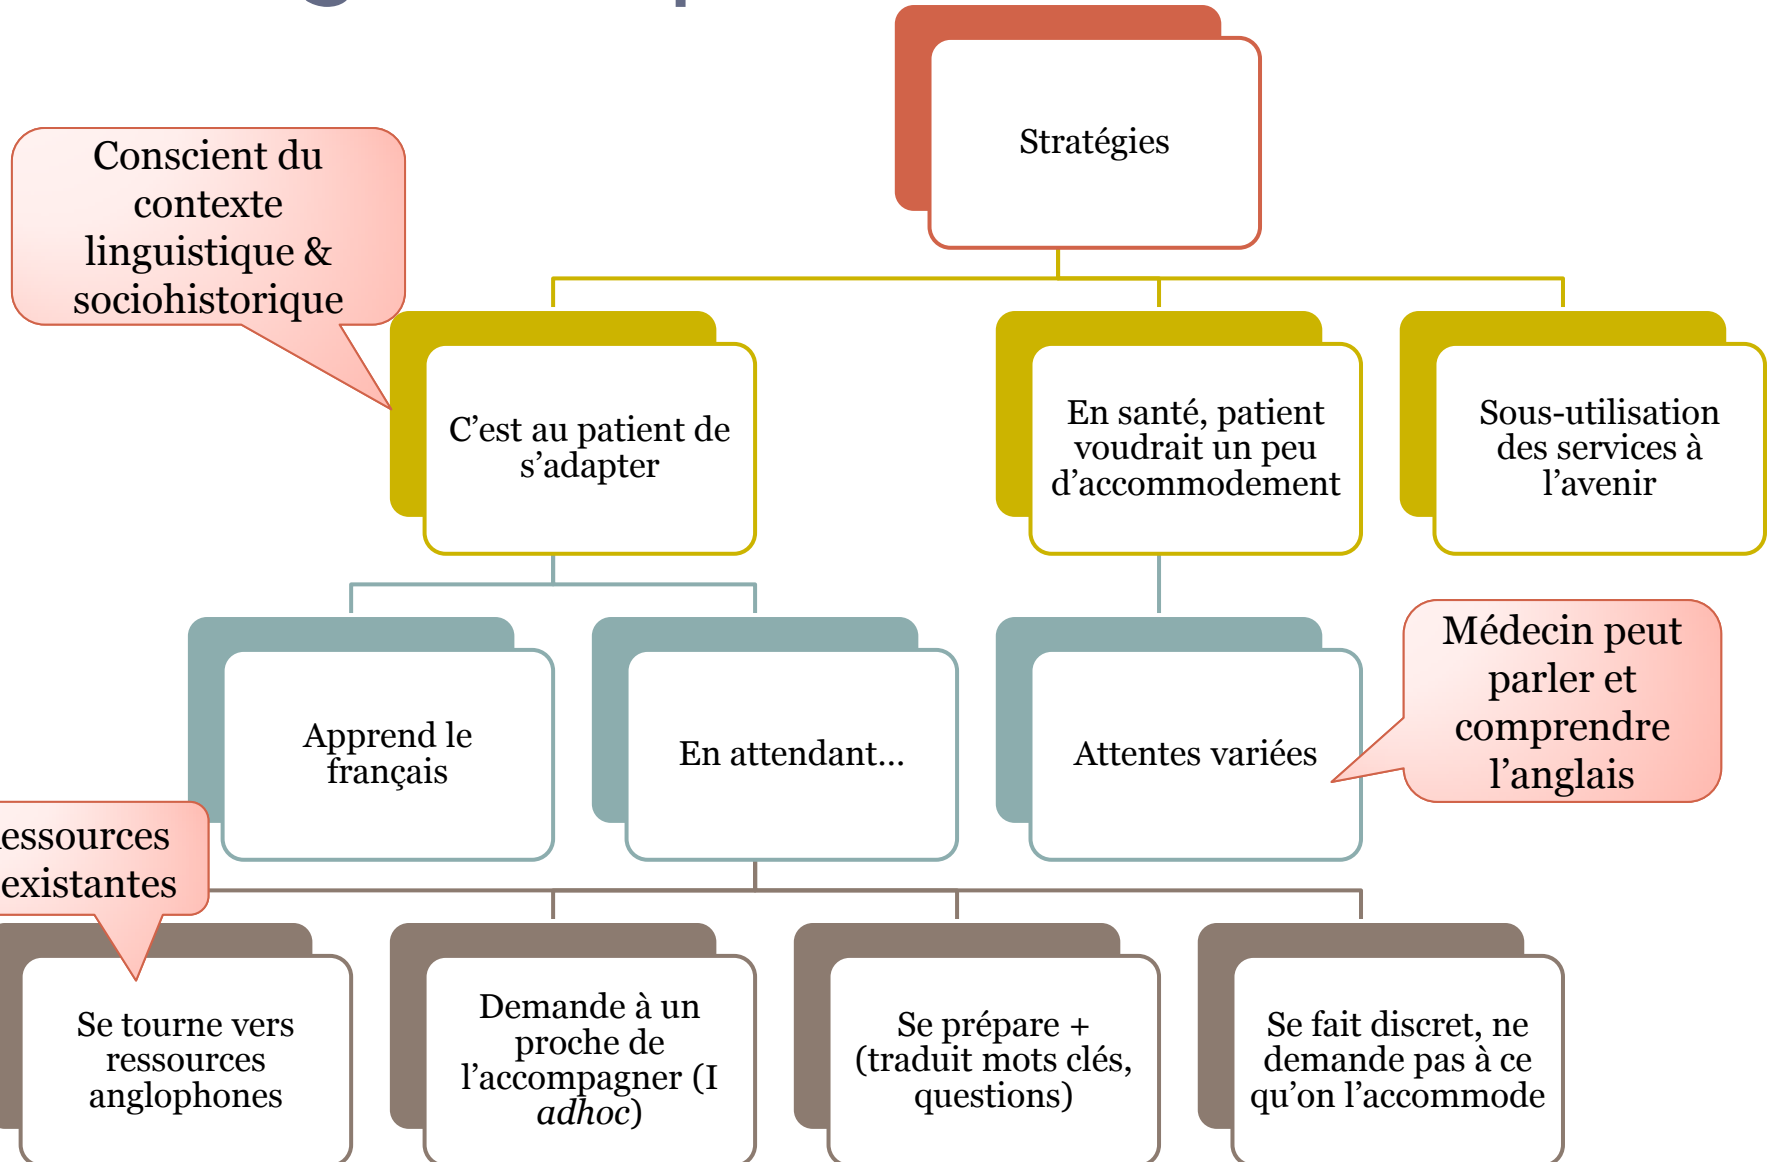 Stratégies
Conscient du
contexte
linguistique &
sociohistorique
C’est au patient de
s’adapter
En santé, patient
voudrait un peu
d’accommodement
Sous-utilisation
des services à
l’avenir
Apprend le
français
En attendant…
Attentes variées
Médecin peut
parler et
comprendre
l’anglais
essources
existantes
Se tourne vers
ressources
anglophones
Demande à un
proche de
l’accompagner (I
adhoc)
Se prépare +
(traduit mots clés,
questions)
Se fait discret, ne
demande pas à ce
qu’on l’accommode